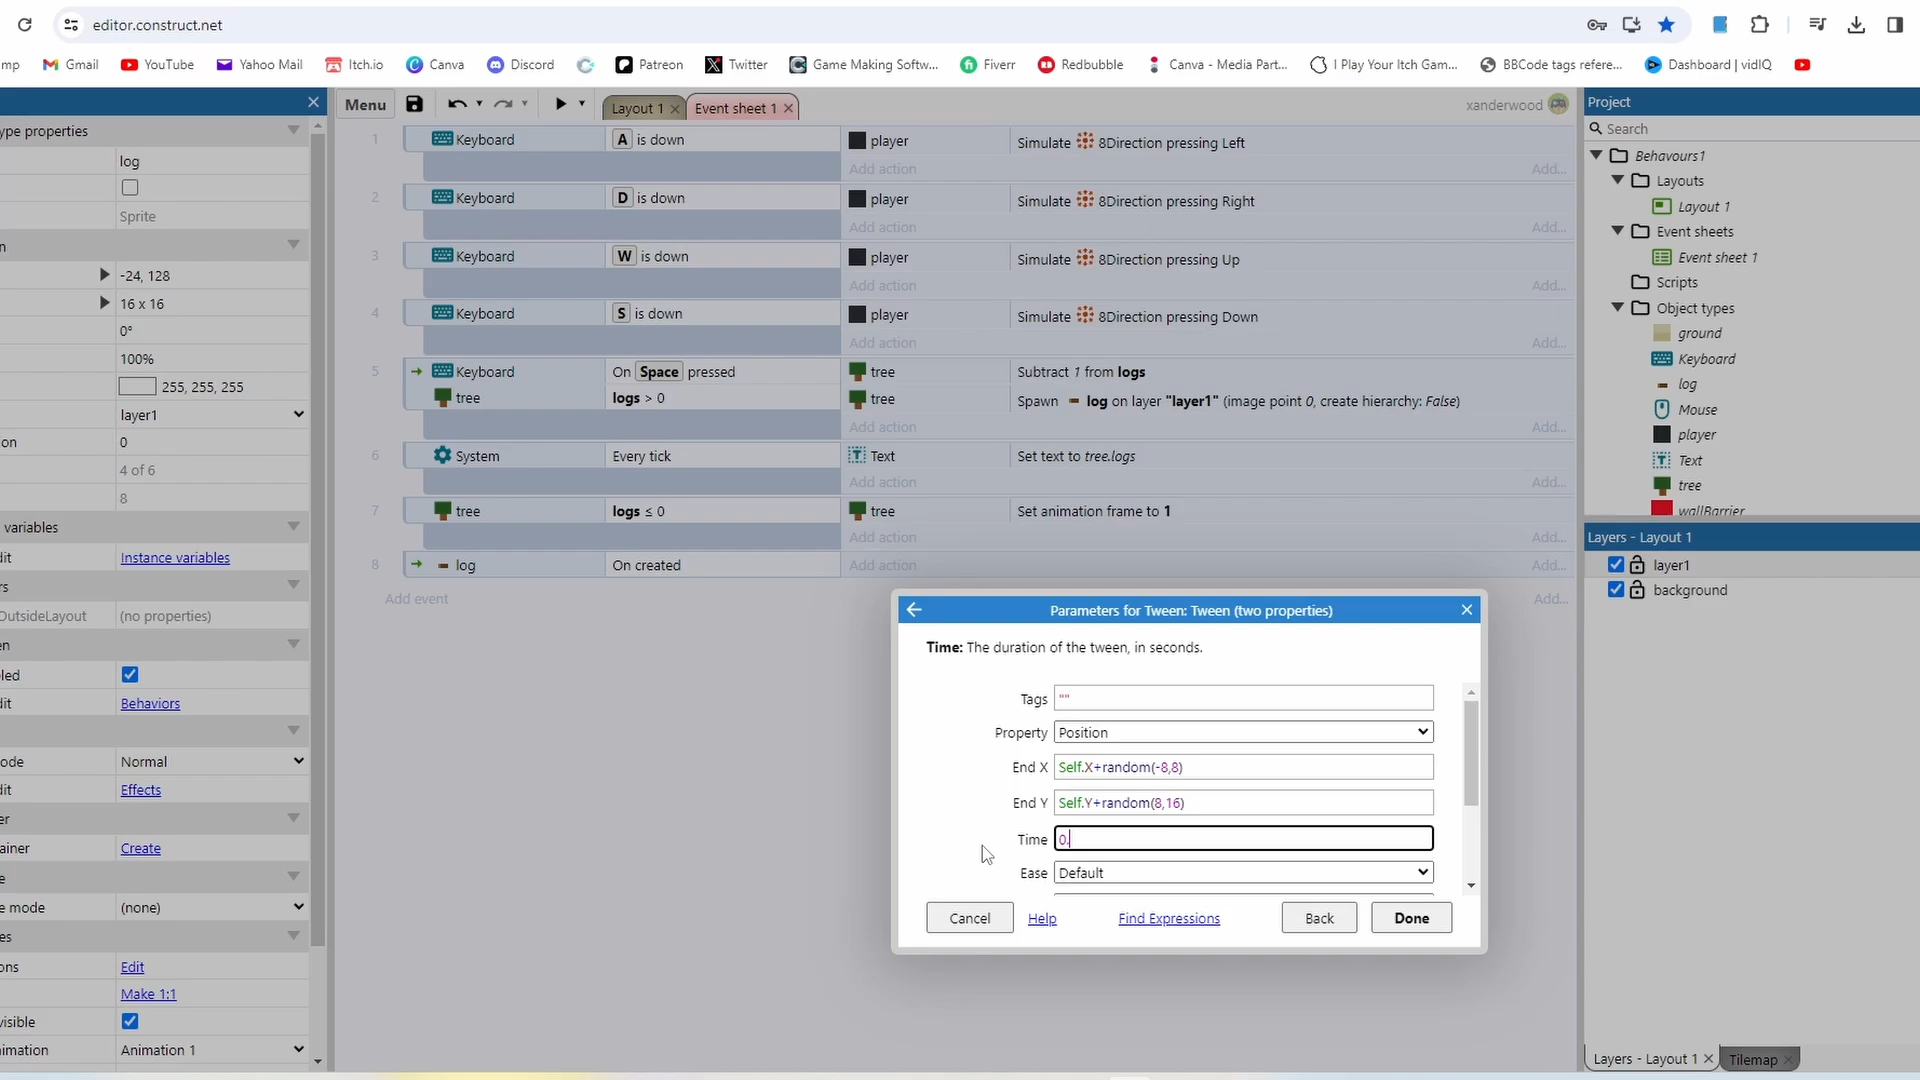 editor.construct.net
mp Gmail YouTube Yahoo Mail Itch.io Canva Discord Patreon Twitter Game Making Softw... Fiverr Redbubble Canva - Media Part... I Play Your Itch Gam... BBCode tags refere... Dashboard | vidIQ
Menu Layout 1 Event sheet 1 xanderwood Project
ype properties
log
Sprite
n
-24, 128
16 x 16
0°
100%
255, 255, 255
layer1
on 0
4 of 6
8
variables
dit Instance variables
rs
OutsideLayout (no properties)
en
led
dit Behaviors
ode Normal
dit Effects
er
ainer Create
e
e mode (none)
es
ons Edit
Make 1:1
visible
imation Animation 1
1 Keyboard A is down player Simulate 8Direction pressing Left
Add action Add...
2 Keyboard D is down player Simulate 8Direction pressing Right
Add action Add...
3 Keyboard W is down player Simulate 8Direction pressing Up
Add action Add...
4 Keyboard S is down player Simulate 8Direction pressing Down
Add action Add...
5 Keyboard On Space pressed tree Subtract 1 from logs
tree logs > 0 tree Spawn log on layer "layer1" (image point 0, create hierarchy: False)
Add action Add...
6 System Every tick Text Set text to tree.logs
Add action Add...
7 tree logs ≤ 0 tree Set animation frame to 1
Add action Add...
8 log On created Add action Add...
Add event Add...
Parameters for Tween: Tween (two properties)
Time: The duration of the tween, in seconds.
Tags ""
Property Position
End X Self.X+random(-8,8)
End Y Self.Y+random(8,16)
Time 0.
Ease Default
Cancel Help Find Expressions Back Done
Search
Behavours1
Layouts
Layout 1
Event sheets
Event sheet 1
Scripts
Object types
ground
Keyboard
log
Mouse
player
Text
tree
wallBarrier
Layers - Layout 1
layer1
background
Layers - Layout 1 Tilemap